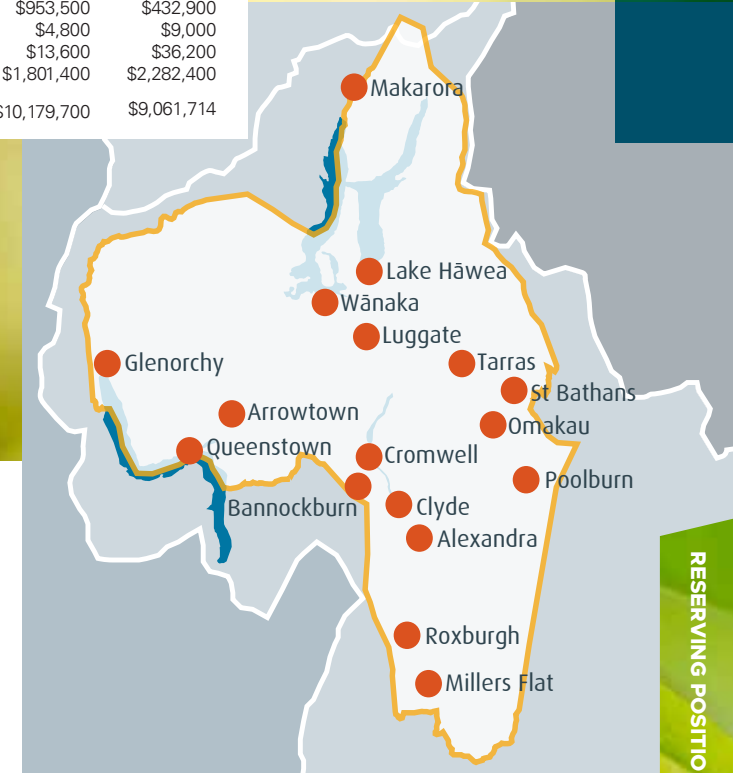 $953,500 $432,900
$4,800 $9,000
$13,600 $36,200
$1,801,400 $2,282,400
$10,179,700 $9,061,714
Makarora
Lake Hāwea
Wānaka
Luggate
Glenorchy
Tarras
St Bathans
Arrowtown
Omakau
Queenstown
Cromwell
Poolburn
Bannockburn
Clyde
Alexandra
Roxburgh
Millers Flat
RESERVING POSITIO